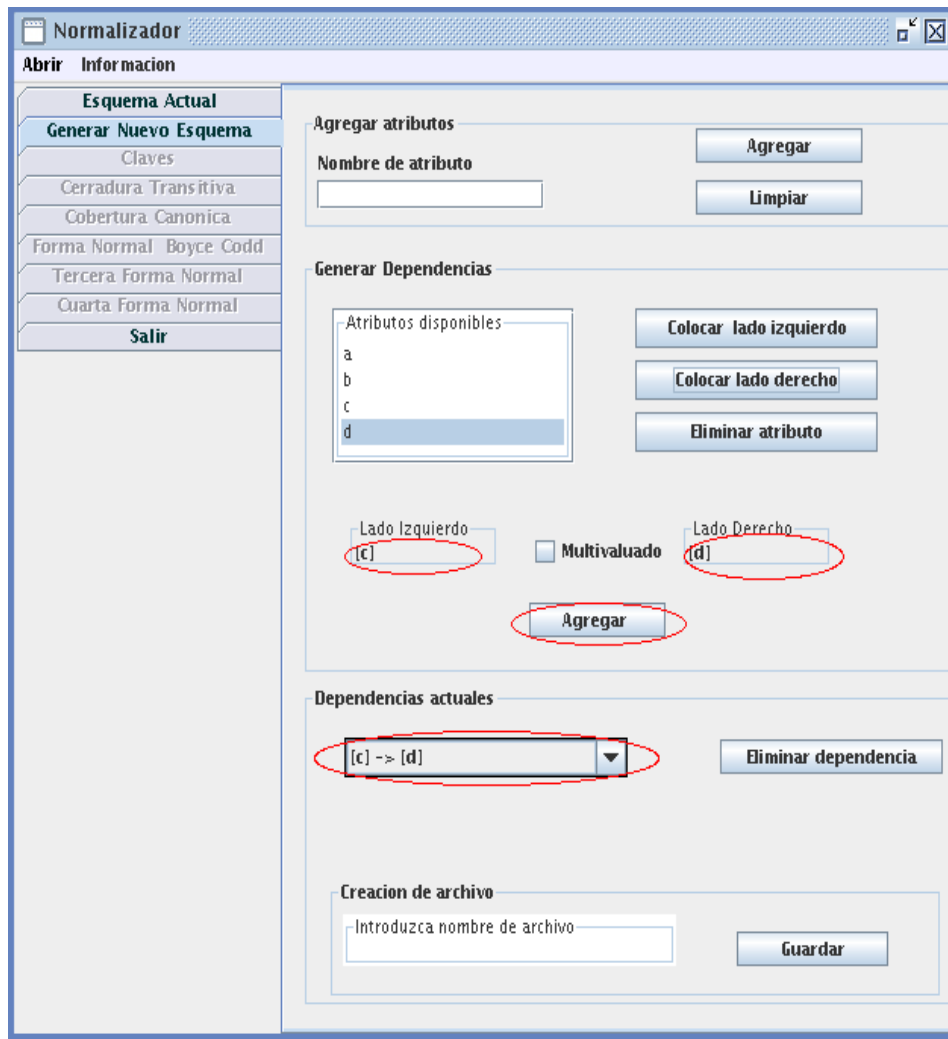 Normalizador
Abrir Informacion
Esquema Actual
Generar Nuevo Esquema
Claves
Cerradura Transitiva
Cobertura Canonica
Forma Normal Boyce Codd
Tercera Forma Normal
Cuarta Forma Normal
Salir
Agregar atributos
Nombre de atributo
Agregar
Limpiar
Generar Dependencias
Atributos disponibles
a
b
c
d
Colocar lado izquierdo
Colocar lado derecho
Eliminar atributo
Lado Izquierdo
[c]
Multivaluado
Lado Derecho
[d]
Agregar
Dependencias actuales
[c] -> [d]
Eliminar dependencia
Creacion de archivo
Introduzca nombre de archivo
Guardar